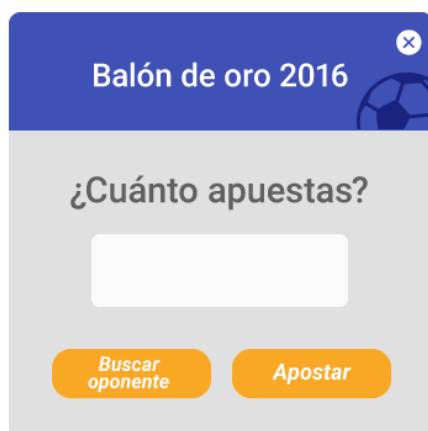 Balón de oro 2016
¿Cuánto apuestas?
Buscar
oponente
Apostar